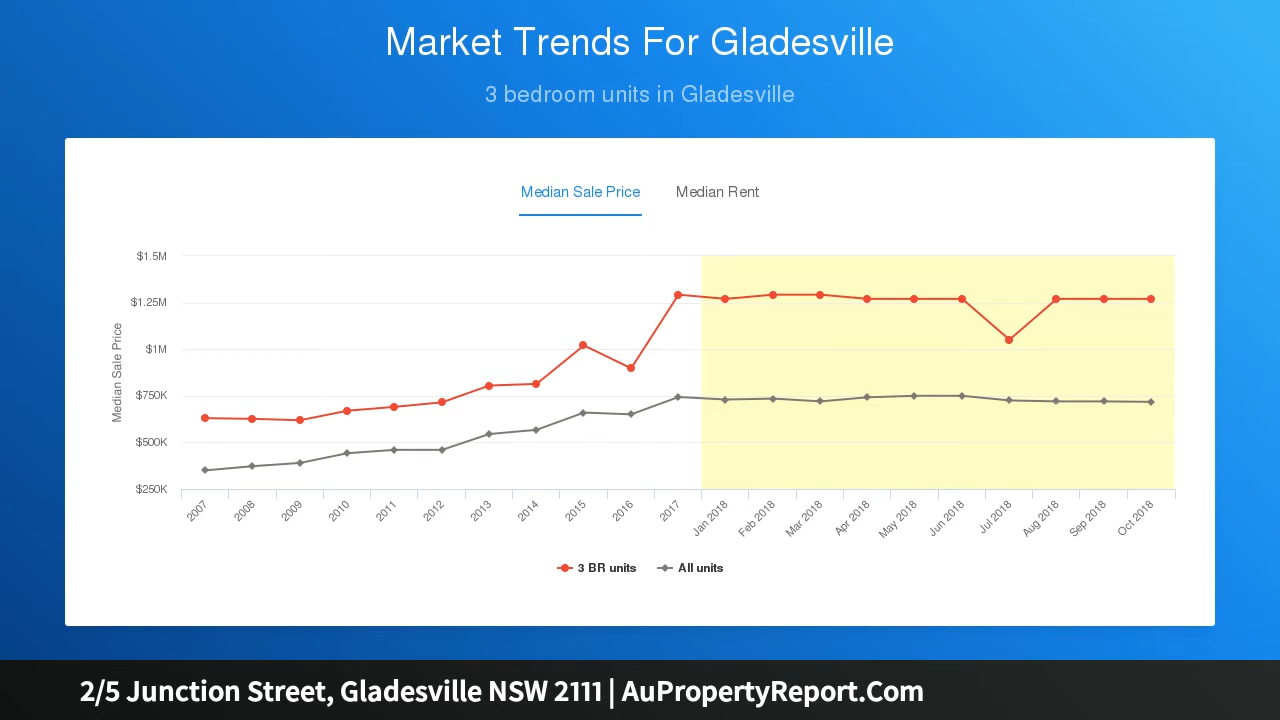 Market Trends For Gladesville
3 bedroom units in Gladesville
Median Sale Price Median Rent
$1.5M
$1.25M
$1M
$750K
$500K
$250K
Median Sale Price
2007 2008 2009 2010 2011 2012 2013 2014 2015 2016 2017 Jan 2018 Feb 2018 Mar 2018 Apr 2018 May 2018 Jun 2018 Jul 2018 Aug 2018 Sep 2018 Oct 2018
3 BR units All units
2/5 Junction Street, Gladesville NSW 2111 | AuPropertyReport.Com